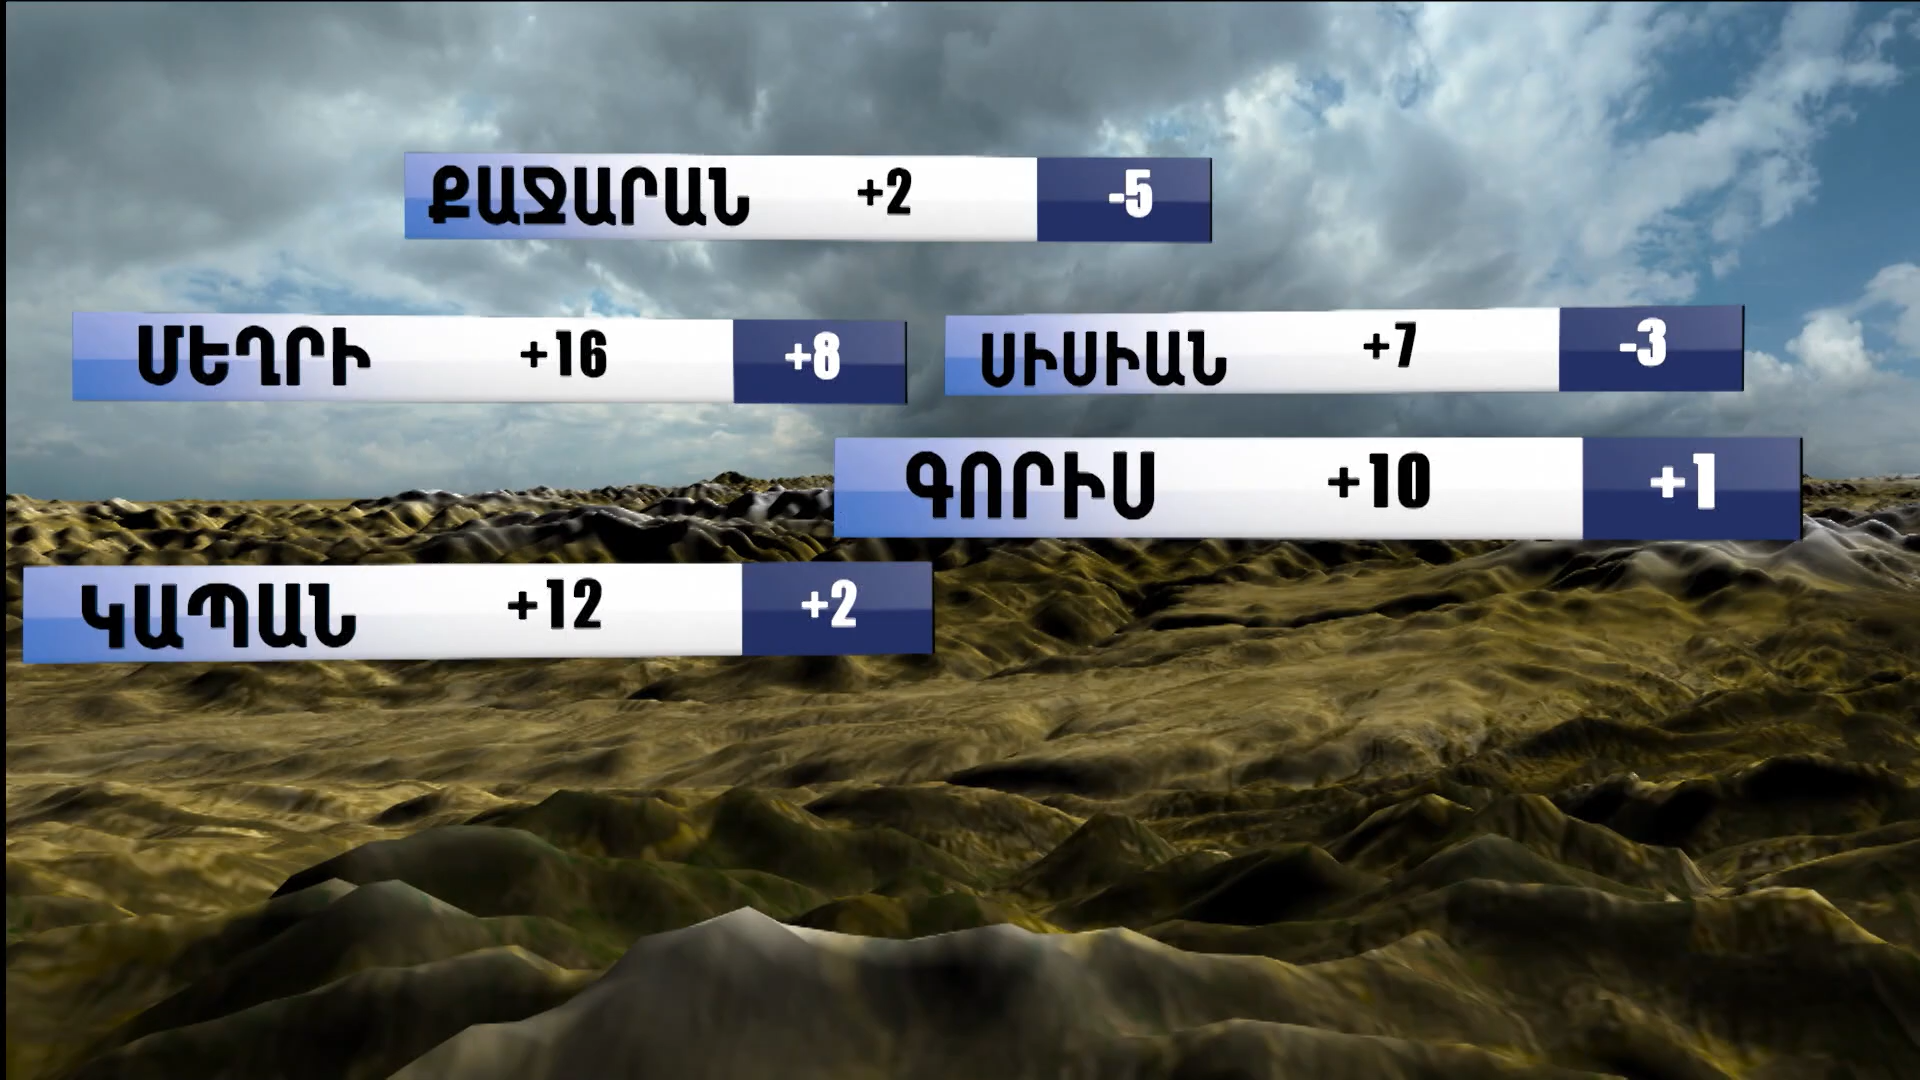 ՔԱՋԱՐԱՆ +2 -5
ՄԵՂՐԻ +16 +8
ՍԻՍԻԱՆ +7 -3
ԳՈՐԻՍ +10 +1
ԿԱՊԱՆ +12 +2